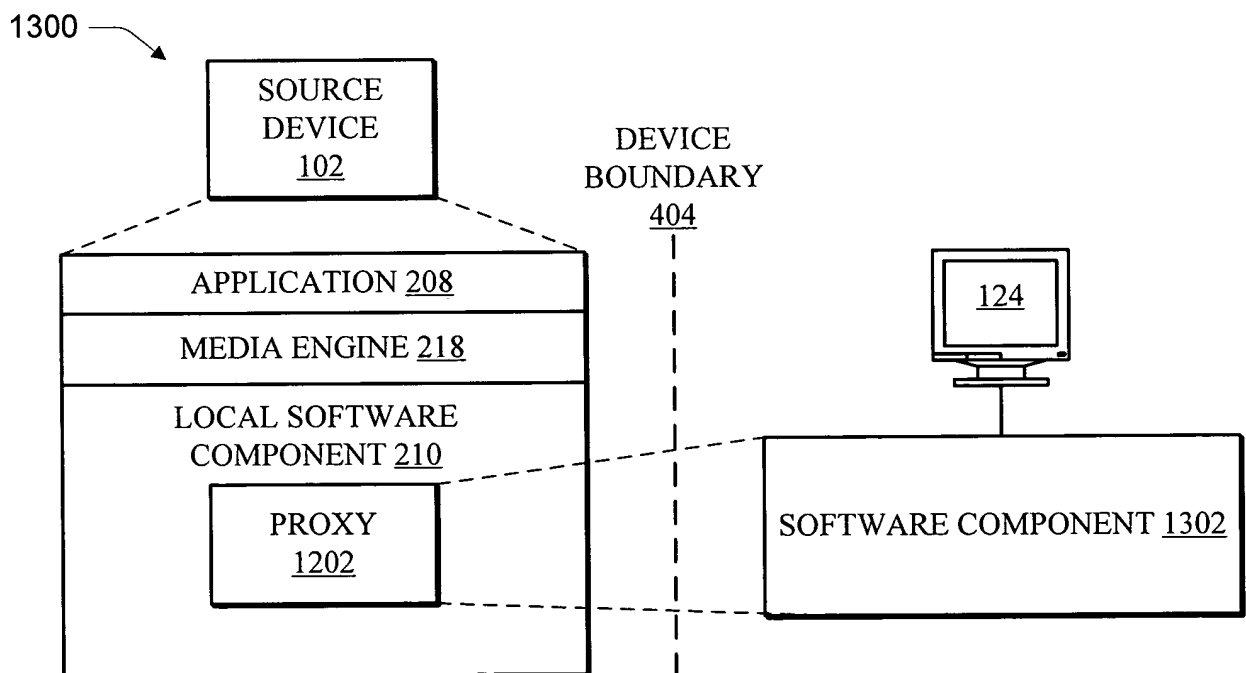 1300
SOURCE
DEVICE
102
DEVICE
BOUNDARY
404
APPLICATION 208
MEDIA ENGINE 218
LOCAL SOFTWARE
COMPONENT 210
PROXY
1202
124
SOFTWARE COMPONENT 1302